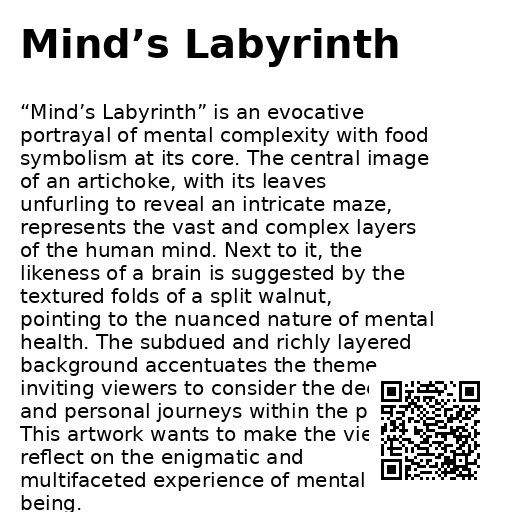 Mind’s Labyrinth
“Mind’s Labyrinth” is an evocative
portrayal of mental complexity with food
symbolism at its core. The central image
of an artichoke, with its leaves
unfurling to reveal an intricate maze,
represents the vast and complex layers
of the human mind. Next to it, the
likeness of a brain is suggested by the
textured folds of a split walnut,
pointing to the nuanced nature of mental
health. The subdued and richly layered
background accentuates the theme
inviting viewers to consider the
and personal journeys within the
This artwork wants to make the
reflect on the enigmatic and
multifaceted experience of mental
being.